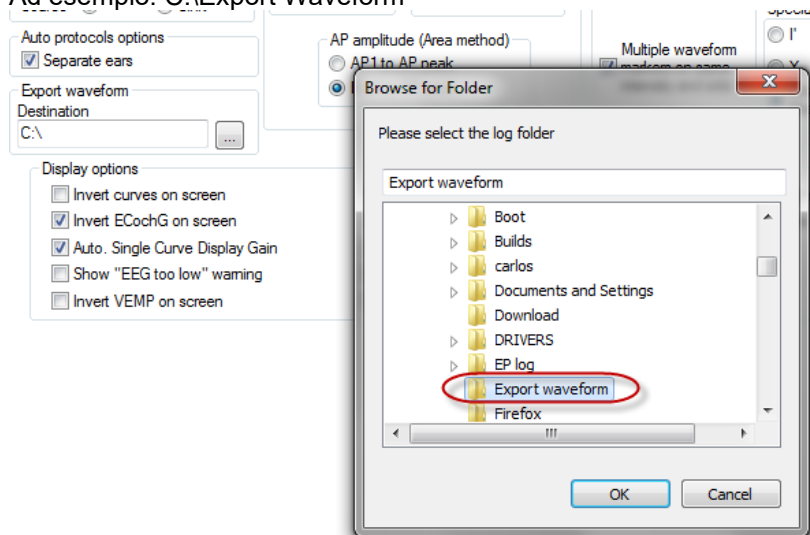 Ad esempio: C:\Export Waveform
Auto protocols options
Separate ears
Export waveform
Destination
C:\
...
AP amplitude (Area method)
AP1 to AP peak
Multiple waveform
markers on same
Display options
Invert curves on screen
Invert ECochG on screen
Auto. Single Curve Display Gain
Show "EEG too low" warning
Invert VEMP on screen
Browse for Folder
Please select the log folder
Export waveform
Boot
Builds
carlos
Documents and Settings
Download
DRIVERS
EP log
Export waveform
Firefox
OK
Cancel
I'